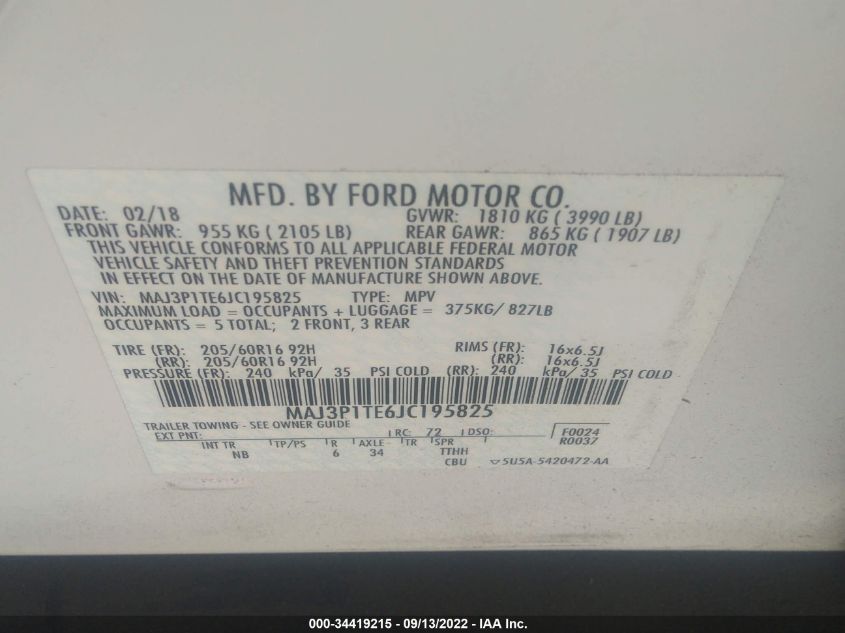 MFD. BY FORD MOTOR CO.
DATE: 02/18 GVWR: 1810 KG ( 3990 LB)
FRONT GAWR: 955 KG ( 2105 LB) REAR GAWR: 865 KG ( 1907 LB)
THIS VEHICLE CONFORMS TO ALL APPLICABLE FEDERAL MOTOR
VEHICLE SAFETY AND THEFT PREVENTION STANDARDS
IN EFFECT ON THE DATE OF MANUFACTURE SHOWN ABOVE.
VIN: MAJ3P1TE6JC195825 TYPE: MPV
MAXIMUM LOAD = OCCUPANTS + LUGGAGE = 375KG/ 827LB
OCCUPANTS = 5 TOTAL; 2 FRONT, 3 REAR
TIRE (FR): 205/60R16 92H RIMS (FR): 16x6.5J
(RR): 205/60R16 92H (RR): 16x6.5J
PRESSURE (FR): 240 kPa/ 35 PSI COLD (RR): 240 kPa/ 35 PSI COLD
MAJ3P1TE6JC195825
TRAILER TOWING - SEE OWNER GUIDE
EXT PNT: RC: 72 DSO: F0024
R0037
INT TR TP/PS R AXLE TR SPR
NB 6 34 TTHH
CBU 5U5A-5420472-AA
000-34419215 - 09/13/2022 - IAA Inc.